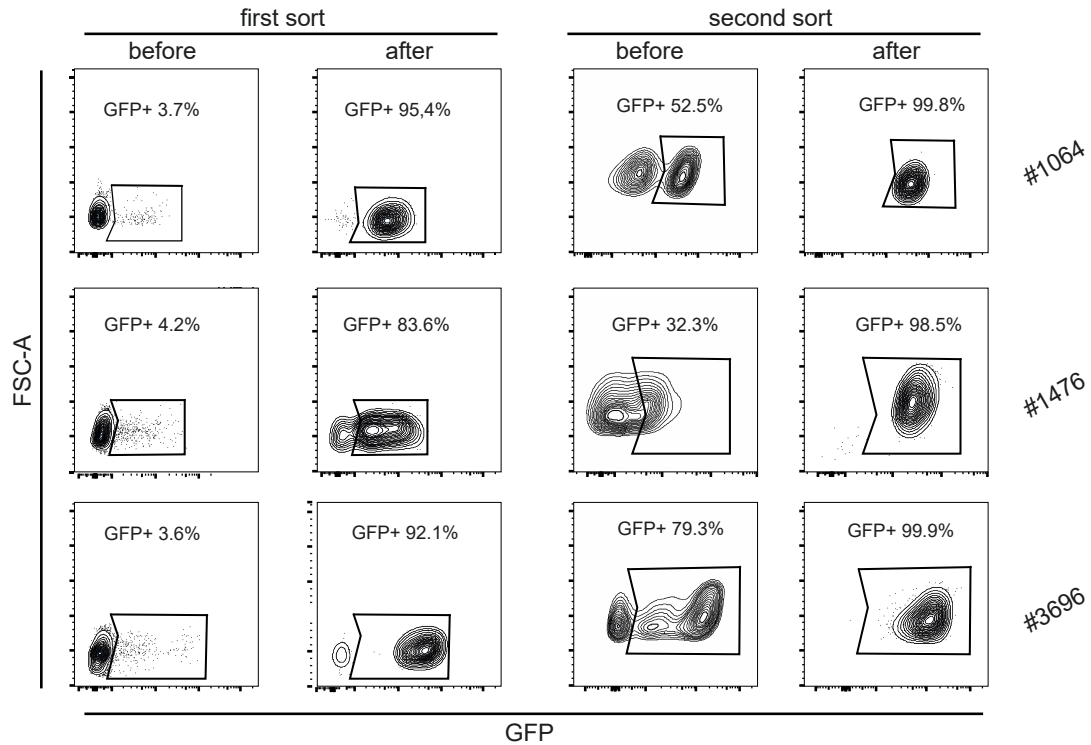 first sort
second sort
before
after
before
after
GFP+ 3.7%
GFP+ 95,4%
GFP+ 52.5%
GFP+ 99.8%
#1064
GFP+ 4.2%
GFP+ 83.6%
GFP+ 32.3%
GFP+ 98.5%
#1476
FSC-A
GFP+ 3.6%
GFP+ 92.1%
GFP+ 79.3%
GFP+ 99.9%
#3696
GFP